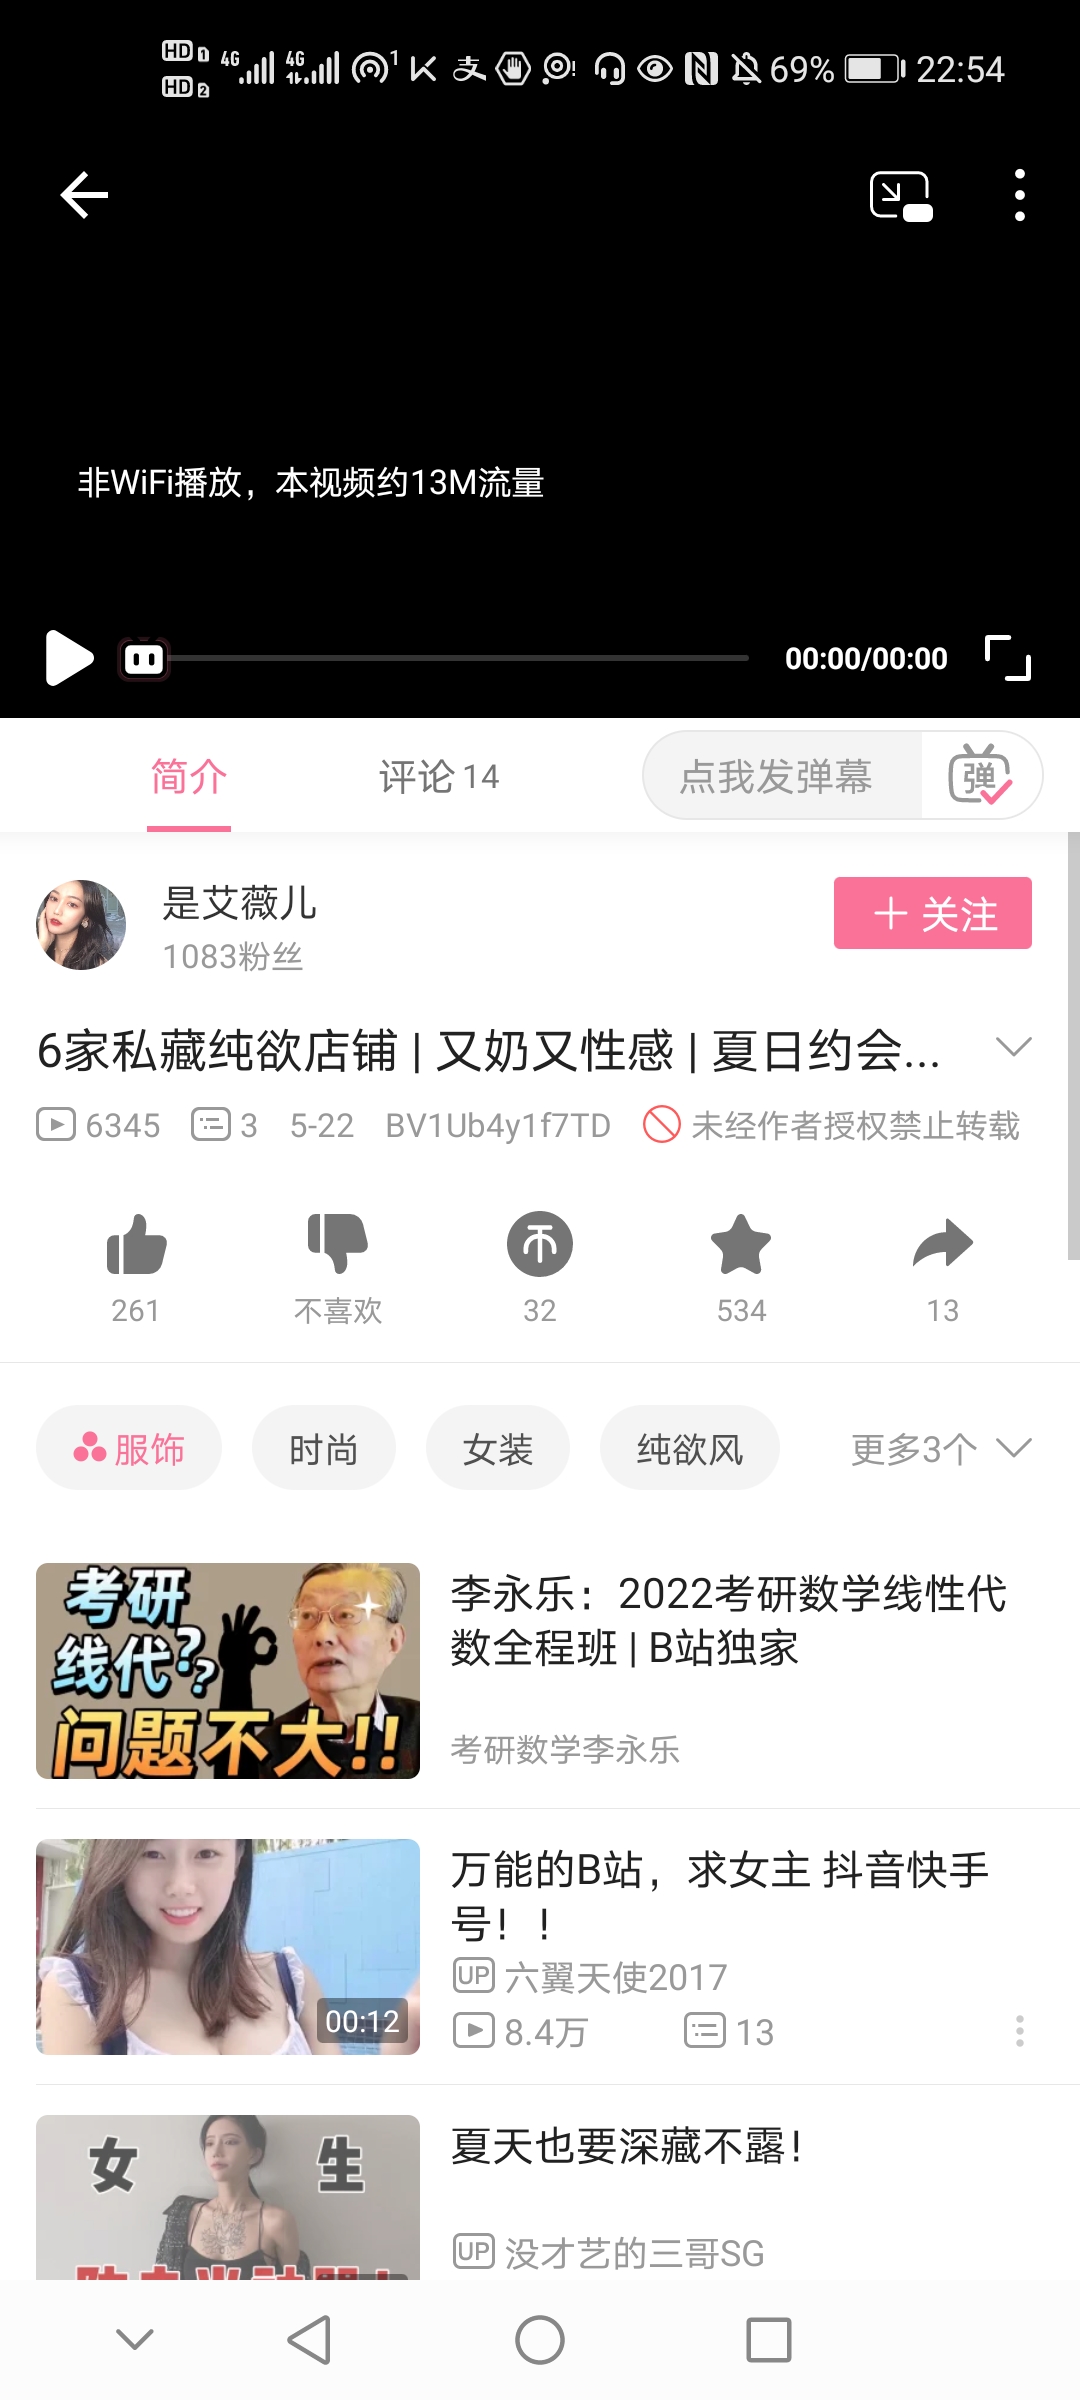 HD 1 4G 4G 1 K 支 69% 22:54
HD 2
非WiFi播放，本视频约13M流量
00:00/00:00
简介 评论 14 点我发弹幕 弹
是艾薇儿
1083粉丝
+ 关注
6家私藏纯欲店铺 | 又奶又性感 | 夏日约会...
6345 3 5-22 BV1Ub4y1f7TD 未经作者授权禁止转载
261 不喜欢 32 534 13
服饰 时尚 女装 纯欲风 更多3个
考研
线代??
问题不大!!
李永乐：2022考研数学线性代
数全程班 | B站独家
考研数学李永乐
00:12
万能的B站，求女主 抖音快手
号！！
UP 六翼天使2017
8.4万 13
女 生
夏天也要深藏不露！
UP 没才艺的三哥SG